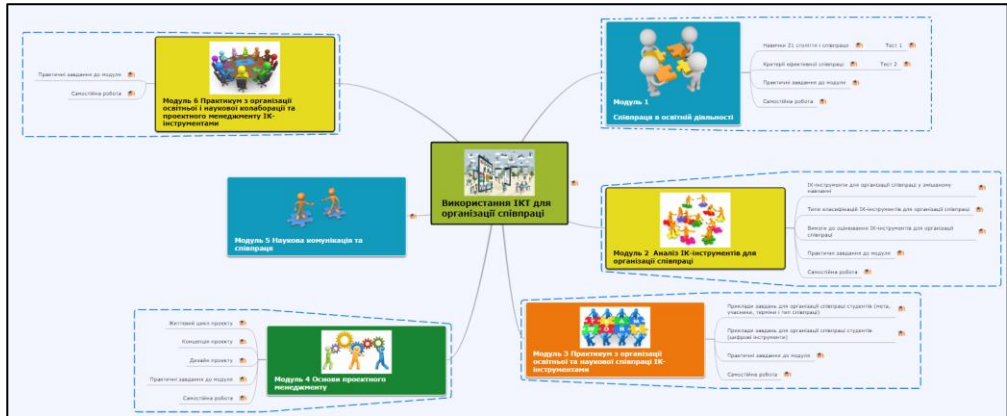 Використання ІКТ для
організації співпраці
Модуль 1
Співпраця в освітній діяльності
Навички 21 століття і співпраця
Тест 1
Критерії ефективної співпраці
Тест 2
Практичні завдання до модуля
Самостійна робота
Модуль 2 Аналіз ІК-інструментів для
організації співпраці
ІК-інструменти для організації співпраці у змішаному
навчанні
Типи класифікацій ІК-інструментів для організації співпраці
Вимоги до оцінювання ІК-інструментів для організації
співпраці
Практичні завдання до модуля
Самостійна робота
Модуль 3 Практикум з організації
освітньої та наукової співпраці ІК-
інструментами
Приклади завдань для організації співпраці студентів (мета,
учасники, терміни і тип співпраці)
Приклади завдань для організації співпраці студентів
(цифрові інструменти)
Практичні завдання до модуля
Самостійна робота
Модуль 4 Основи проектного
менеджменту
Життєвий цикл проекту
Концепція проекту
Дизайн проекту
Практичні завдання до модуля
Самостійна робота
Модуль 5 Наукова комунікація та
співпраця
Модуль 6 Практикум з організації
освітньої і наукової колаборації та
проектного менеджменту ІК-
інструментами
Практичні завдання до модуля
Самостійна робота